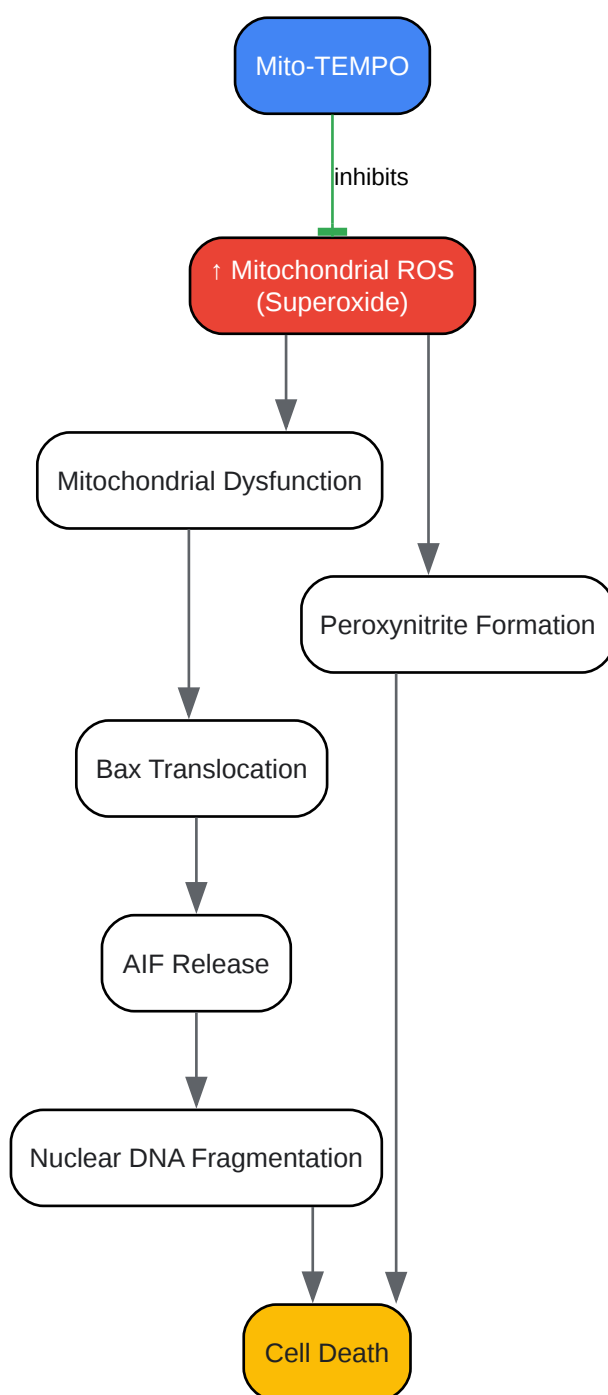 Mito-TEMPO
inhibits
↑ Mitochondrial ROS
(Superoxide)
Mitochondrial Dysfunction
Peroxynitrite Formation
Bax Translocation
AIF Release
Nuclear DNA Fragmentation
Cell Death